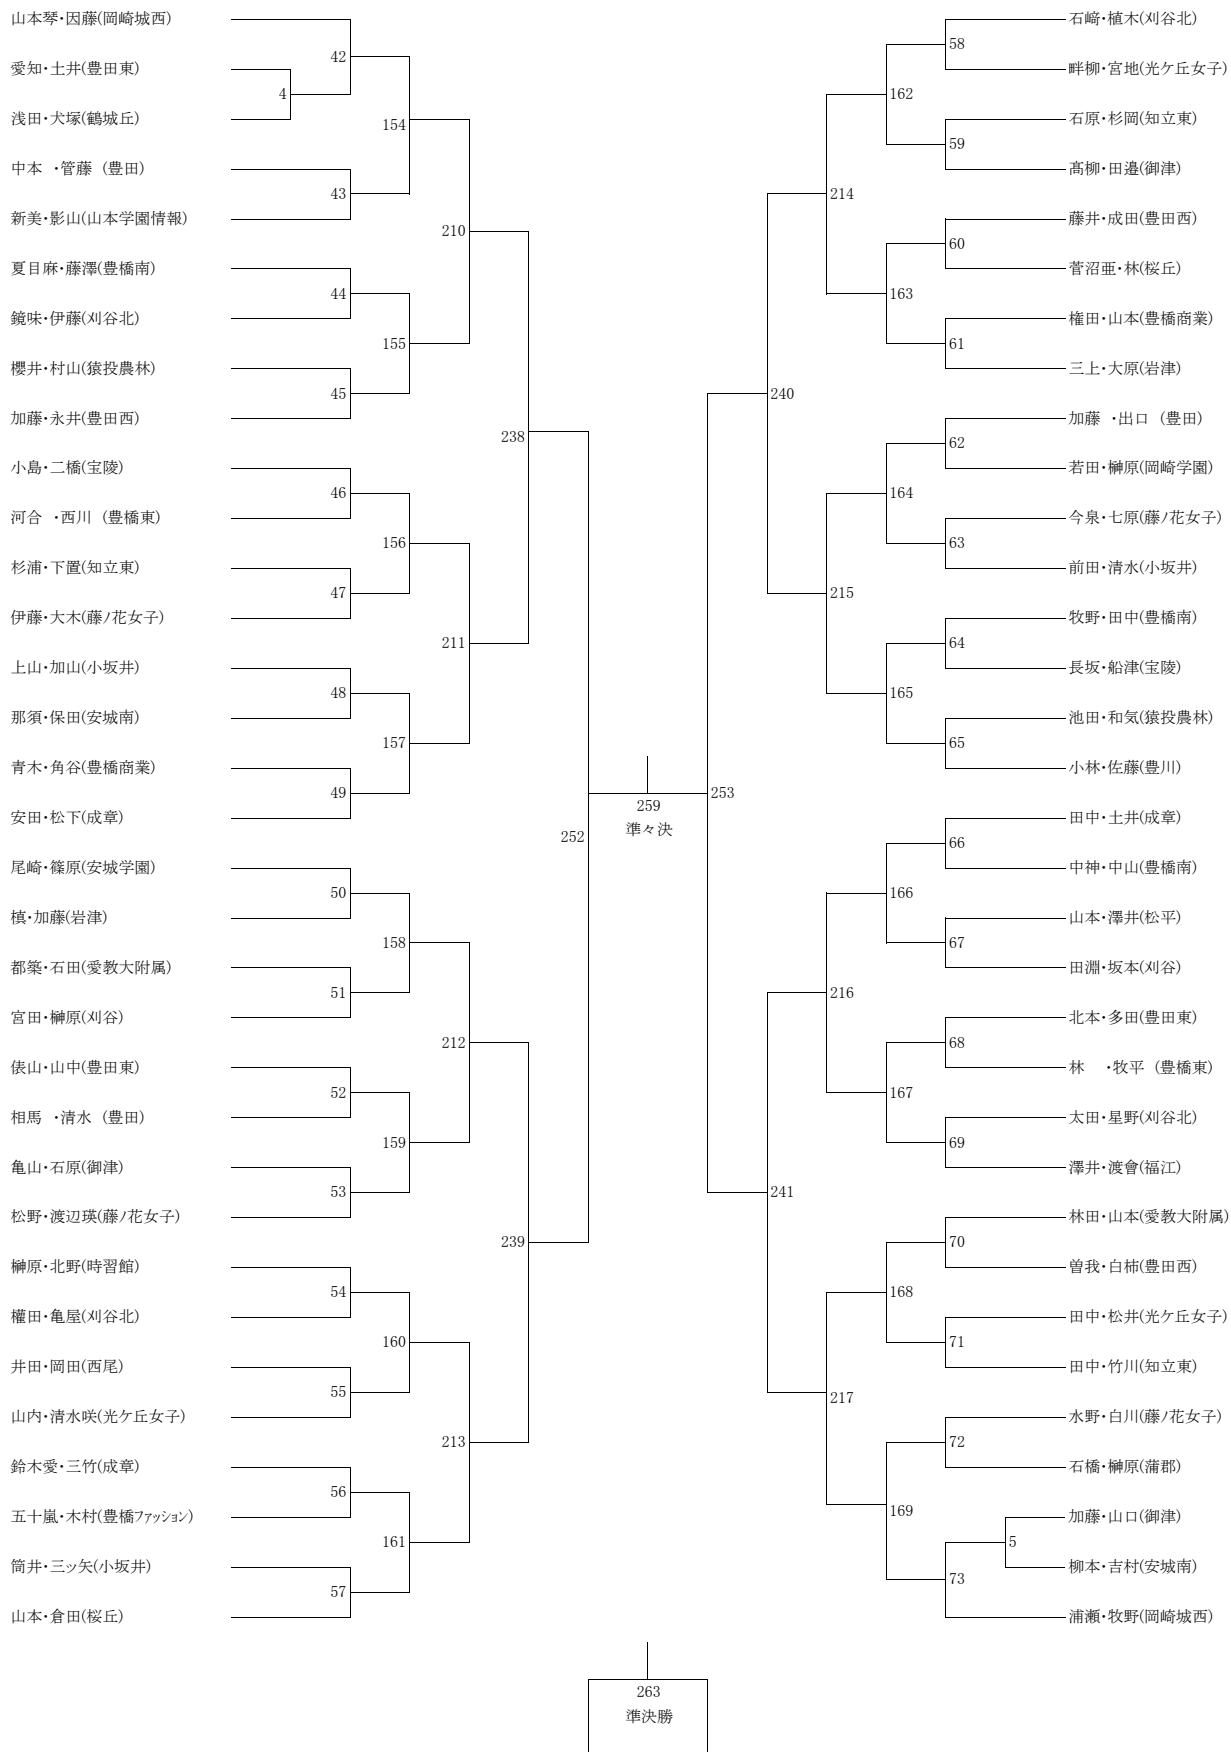 山本琴・因藤(岡崎城西)
愛知・土井(豊田東)
浅田・犬塚(鶴城丘)
中本　・管藤　(豊田)
新美・影山(山本学園情報)
夏目麻・藤澤(豊橋南)
鏡味・伊藤(刈谷北)
櫻井・村山(猿投農林)
加藤・永井(豊田西)
小島・二橋(宝陵)
河合　・西川　(豊橋東)
杉浦・下置(知立東)
伊藤・大木(藤ﾉ花女子)
上山・加山(小坂井)
那須・保田(安城南)
青木・角谷(豊橋商業)
安田・松下(成章)
尾崎・篠原(安城学園)
槙・加藤(岩津)
都築・石田(愛教大附属)
宮田・榊原(刈谷)
俵山・山中(豊田東)
相馬　・清水　(豊田)
亀山・石原(御津)
松野・渡辺瑛(藤ﾉ花女子)
榊原・北野(時習館)
權田・亀屋(刈谷北)
井田・岡田(西尾)
山内・清水咲(光ケ丘女子)
鈴木愛・三竹(成章)
五十嵐・木村(豊橋ﾌｧｯｼｮﾝ)
筒井・三ッ矢(小坂井)
山本・倉田(桜丘)
4
42
43
44
45
46
47
48
49
50
51
52
53
54
55
56
57
154
155
156
157
158
159
160
161
210
211
212
213
238
239
252
259
準々決
263
準決勝
253
240
241
214
215
216
217
162
163
164
165
166
167
168
169
58
59
60
61
62
63
64
65
66
67
68
69
70
71
72
73
5
石﨑・植木(刈谷北)
畔柳・宮地(光ケ丘女子)
石原・杉岡(知立東)
髙柳・田邉(御津)
藤井・成田(豊田西)
菅沼亜・林(桜丘)
権田・山本(豊橋商業)
三上・大原(岩津)
加藤　・出口　(豊田)
若田・榊原(岡崎学園)
今泉・七原(藤ﾉ花女子)
前田・清水(小坂井)
牧野・田中(豊橋南)
長坂・船津(宝陵)
池田・和気(猿投農林)
小林・佐藤(豊川)
田中・土井(成章)
中神・中山(豊橋南)
山本・澤井(松平)
田淵・坂本(刈谷)
北本・多田(豊田東)
林　　・牧平　(豊橋東)
太田・星野(刈谷北)
澤井・渡會(福江)
林田・山本(愛教大附属)
曽我・白柿(豊田西)
田中・松井(光ケ丘女子)
田中・竹川(知立東)
水野・白川(藤ﾉ花女子)
石橋・榊原(蒲郡)
加藤・山口(御津)
柳本・吉村(安城南)
浦瀬・牧野(岡崎城西)